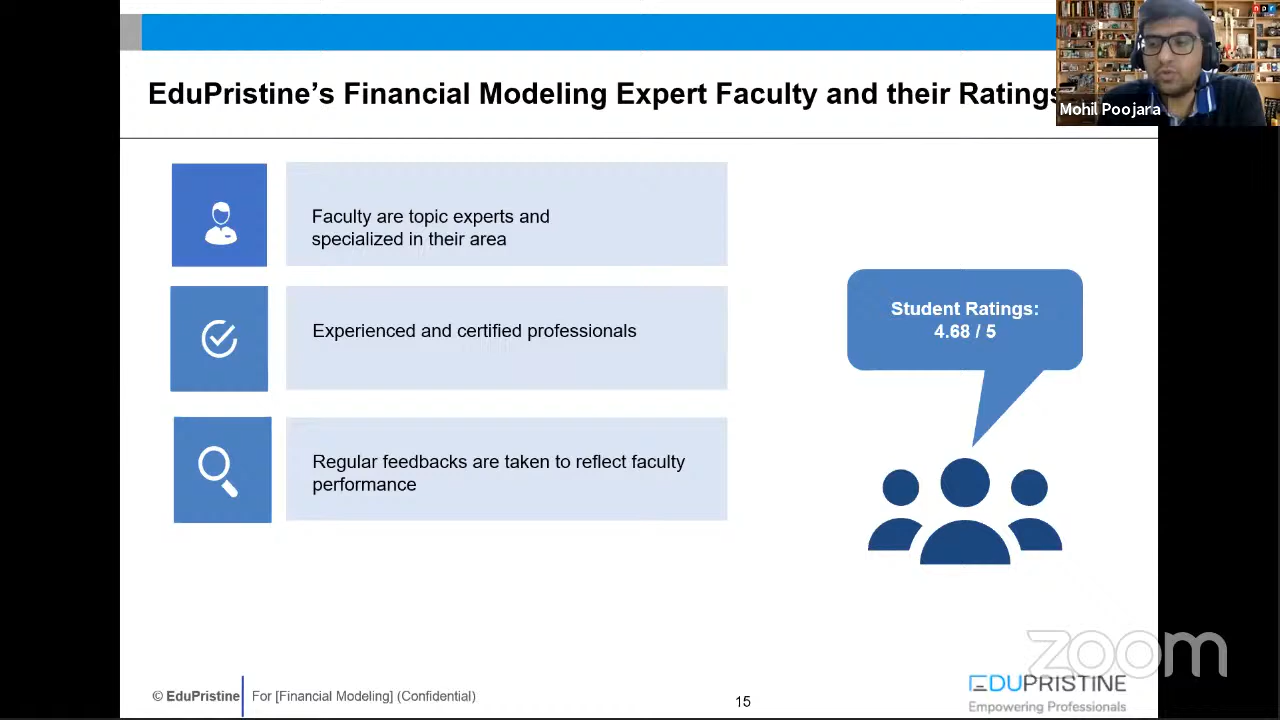 EduPristine’s Financial Modeling Expert Faculty and their Ratings
Mohil Poojara
Faculty are topic experts and
specialized in their area
Experienced and certified professionals
Regular feedbacks are taken to reflect faculty
performance
Student Ratings:
4.68 / 5
zoom
© EduPristine
For [Financial Modeling] (Confidential)
15
EDUPRISTINE
Empowering Professionals